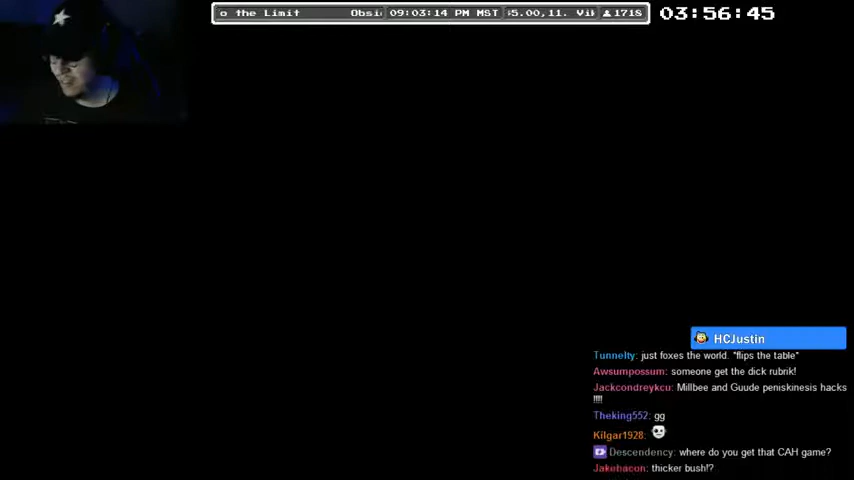 o the Limit Obsi 09:03:14 PM MST $5.00,11. Vi 1718 03:56:45
HCJustin
Tunnelty: just foxes the world. *flips the table*
Awsumpossum: someone get the dick rubrik!
Jackcondreykcu: Millbee and Guude peniskinesis hacks
!!!!
Theking552: gg
Kilgar1928:
Descendency: where do you get that CAH game?
Jakehacon: thicker bush!?